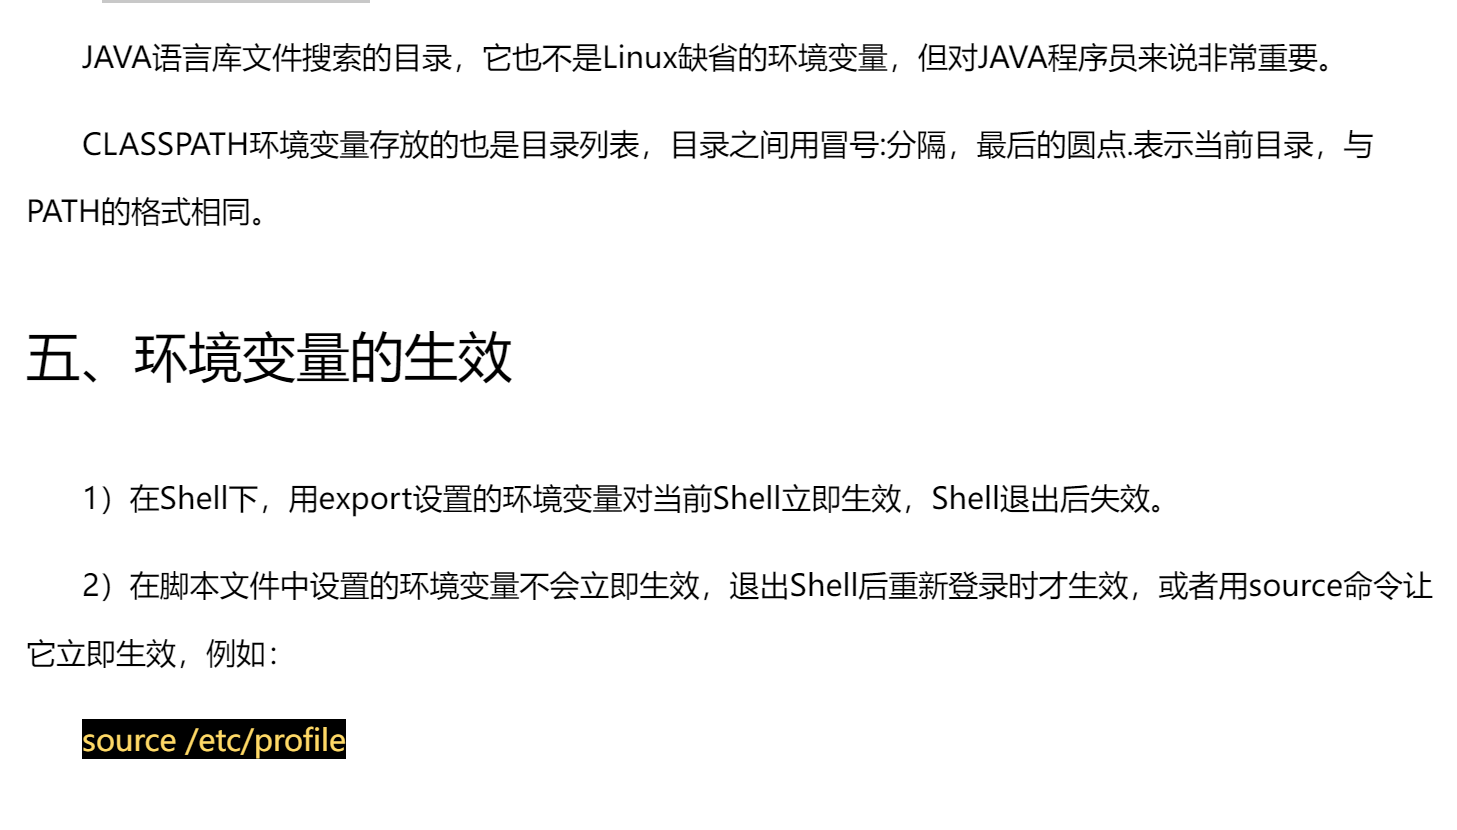 JAVA语言库文件搜索的目录，它也不是Linux缺省的环境变量，但对JAVA程序员来说非常重要。
CLASSPATH环境变量存放的也是目录列表，目录之间用冒号:分隔，最后的圆点.表示当前目录，与
PATH的格式相同。
五、环境变量的生效
1）在Shell下，用export设置的环境变量对当前Shell立即生效，Shell退出后失效。
2）在脚本文件中设置的环境变量不会立即生效，退出Shell后重新登录时才生效，或者用source命令让
它立即生效，例如：
source /etc/profile